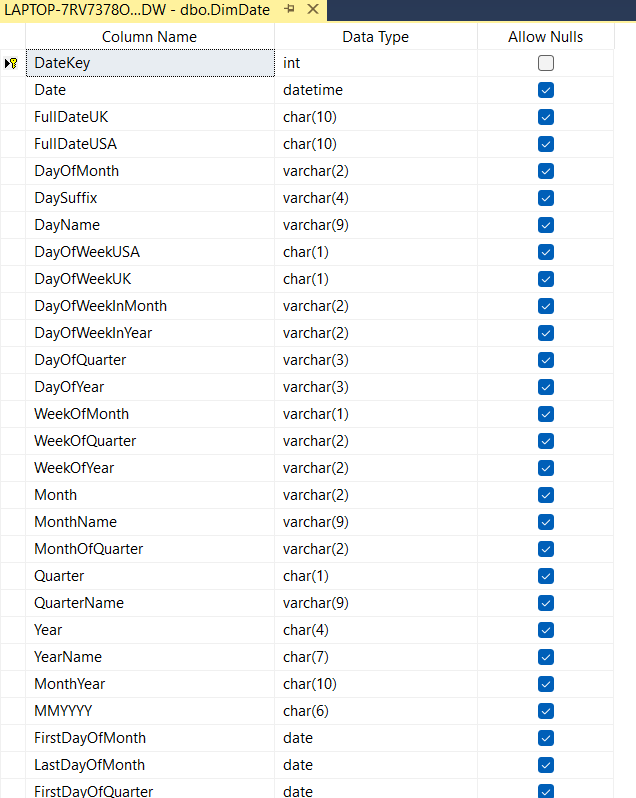 LAPTOP-7RV7378O...DW - dbo.DimDate
Column Name Data Type Allow Nulls
DateKey int
Date datetime
FullDateUK char(10)
FullDateUSA char(10)
DayOfMonth varchar(2)
DaySuffix varchar(4)
DayName varchar(9)
DayOfWeekUSA char(1)
DayOfWeekUK char(1)
DayOfWeekInMonth varchar(2)
DayOfWeekInYear varchar(2)
DayOfQuarter varchar(3)
DayOfYear varchar(3)
WeekOfMonth varchar(1)
WeekOfQuarter varchar(2)
WeekOfYear varchar(2)
Month varchar(2)
MonthName varchar(9)
MonthOfQuarter varchar(2)
Quarter char(1)
QuarterName varchar(9)
Year char(4)
YearName char(7)
MonthYear char(10)
MMYYYY char(6)
FirstDayOfMonth date
LastDayOfMonth date
FirstDayOfQuarter date